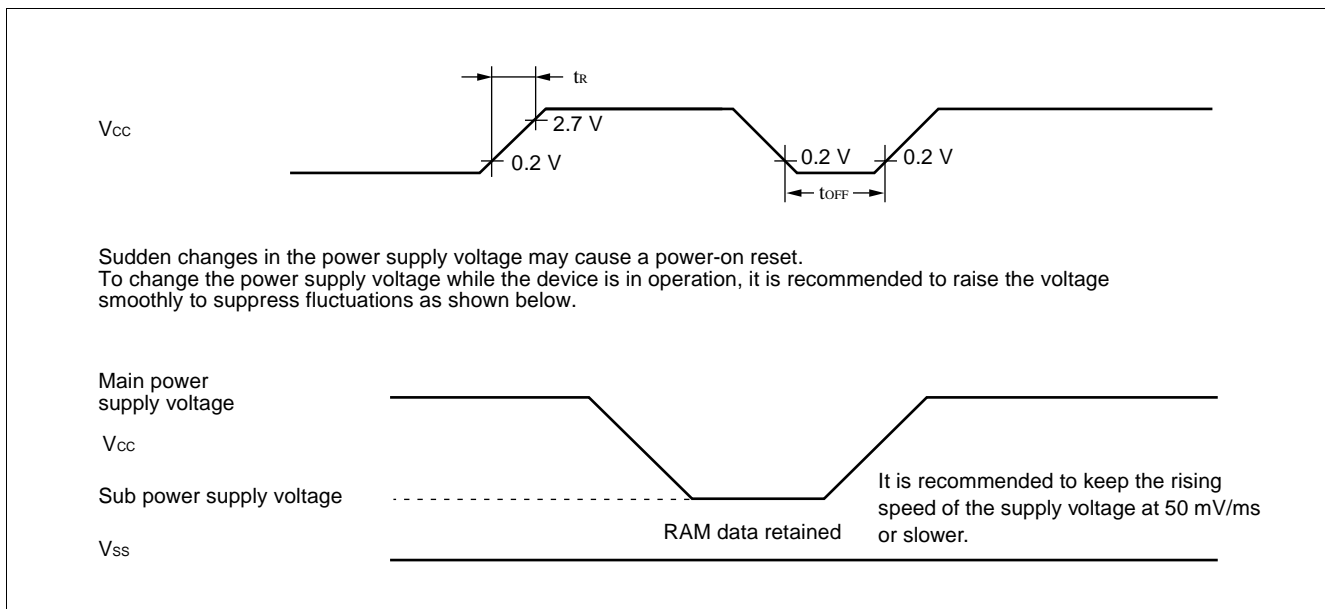 tR
VCC
2.7 V
0.2 V
0.2 V
0.2 V
tOFF
Sudden changes in the power supply voltage may cause a power-on reset.
To change the power supply voltage while the device is in operation, it is recommended to raise the voltage
smoothly to suppress fluctuations as shown below.
Main power
supply voltage
VCC
Sub power supply voltage
It is recommended to keep the rising
speed of the supply voltage at 50 mV/ms
or slower.
RAM data retained
VSS